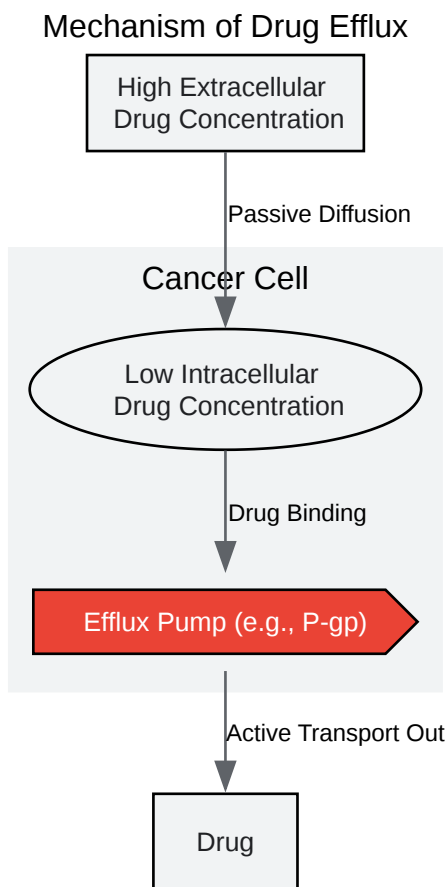 Mechanism of Drug Efflux
High Extracellular
Drug Concentration
Passive Diffusion
Cancer Cell
Low Intracellular
Drug Concentration
Drug Binding
Efflux Pump (e.g., P-gp)
Active Transport Out
Drug